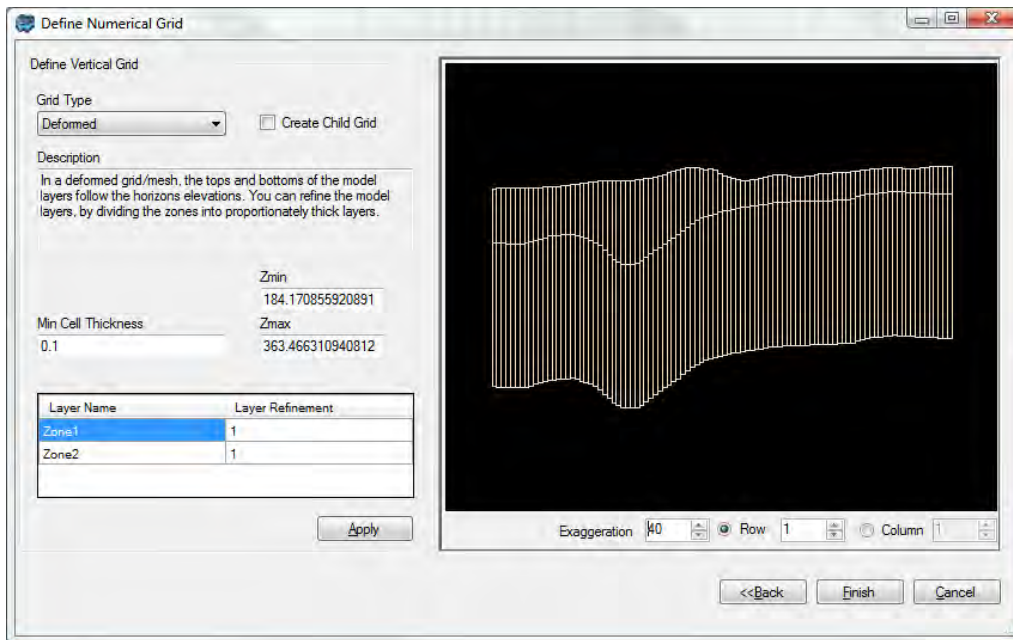 Define Numerical Grid
Define Vertical Grid
Grid Type
Deformed
Create Child Grid
Description
In a deformed grid/mesh, the tops and bottoms of the model
layers follow the horizons elevations. You can refine the model
layers, by dividing the zones into proportionately thick layers.
Zmin
184.170855920891
Min Cell Thickness
Zmax
0.1
363.466310940812
Layer Name
Layer Refinement
Zone1
1
Zone2
1
Apply
Exaggeration 40 Row 1 Column 1
<<Back
Finish
Cancel